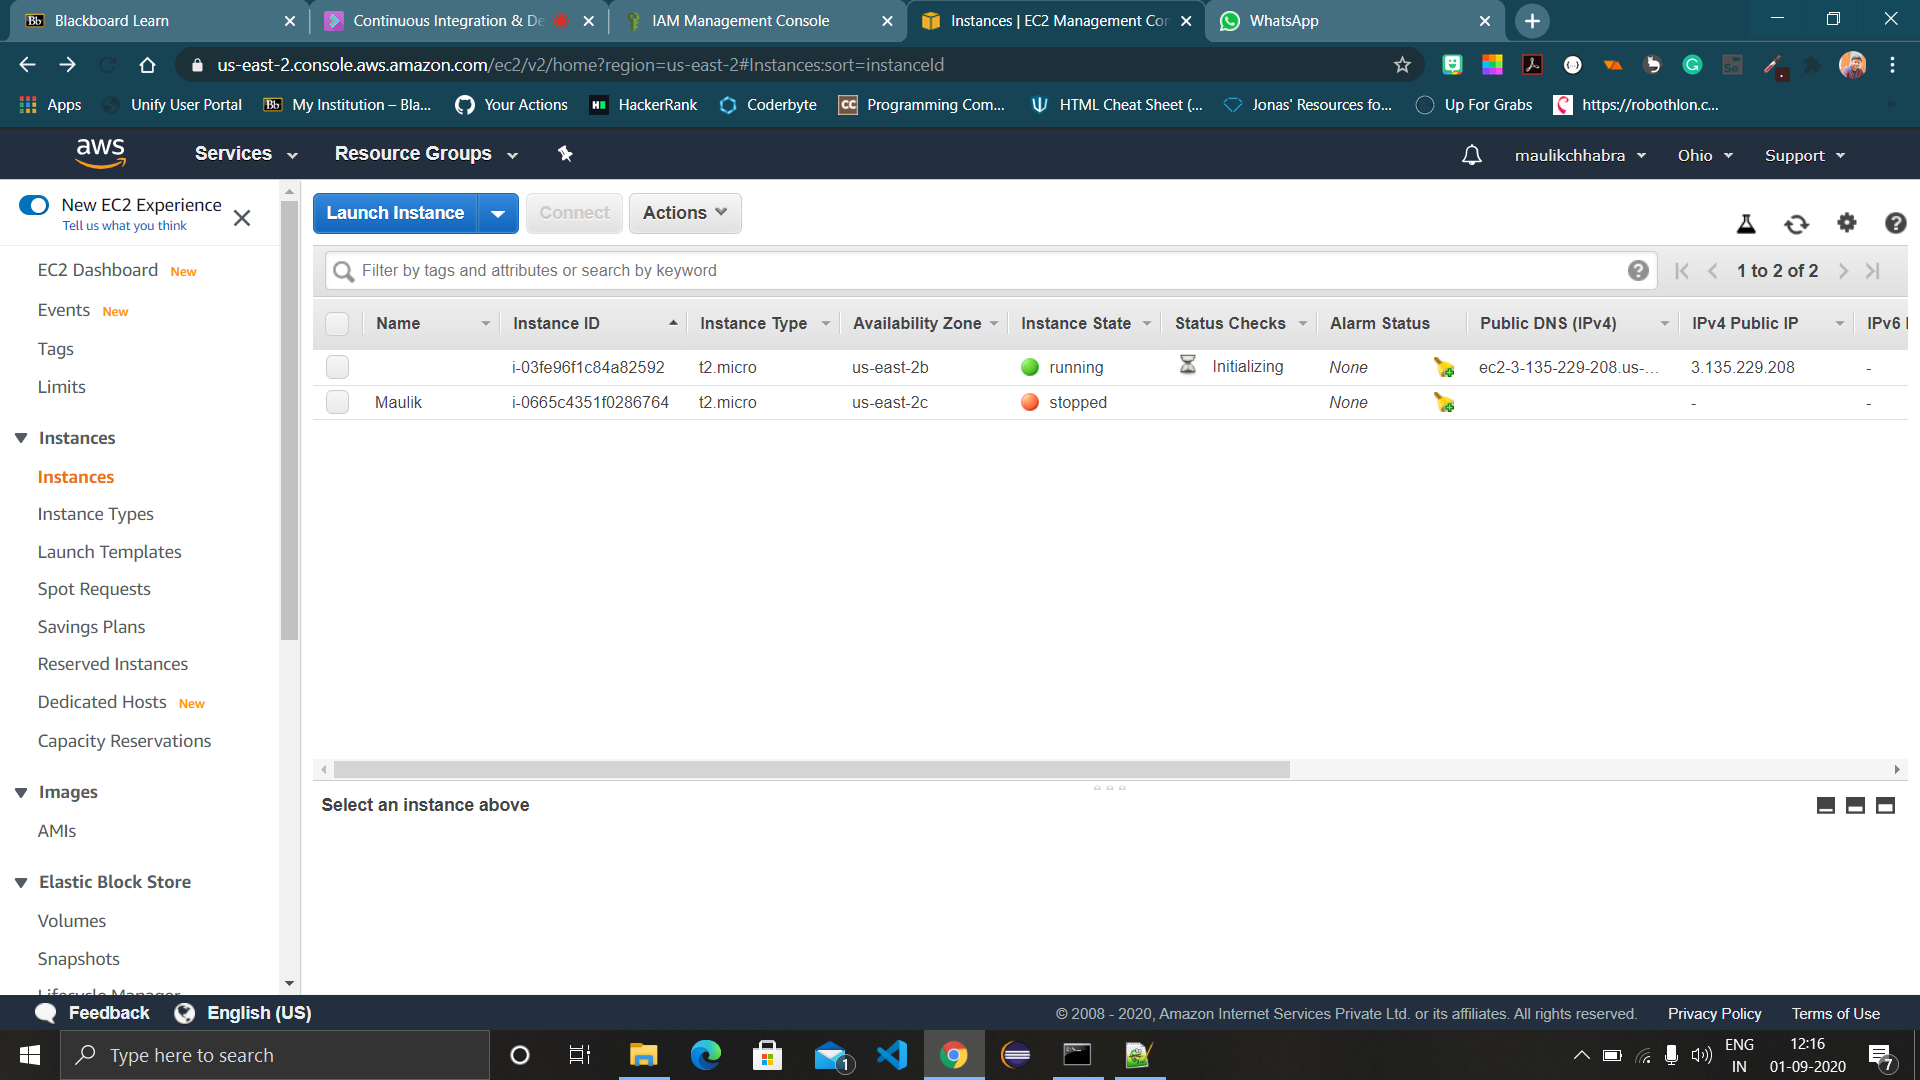 Blackboard Learn
Continuous Integration & De
IAM Management Console
Instances | EC2 Management Con
WhatsApp
us-east-2.console.aws.amazon.com/ec2/v2/home?region=us-east-2#Instances:sort=instanceId
Apps
Unify User Portal
Bb My Institution – Bla...
Your Actions
HackerRank
Coderbyte
CC Programming Com...
HTML Cheat Sheet (...
Jonas' Resources fo...
Up For Grabs
https://robothlon.c...
aws
Services
Resource Groups
maulikchhabra
Ohio
Support
New EC2 Experience
Tell us what you think
Launch Instance
Connect
Actions
EC2 Dashboard New
Events New
Tags
Limits
Instances
Instances
Instance Types
Launch Templates
Spot Requests
Savings Plans
Reserved Instances
Dedicated Hosts New
Capacity Reservations
Images
AMIs
Elastic Block Store
Volumes
Snapshots
Lifecycle Manager
Filter by tags and attributes or search by keyword
1 to 2 of 2
Name Instance ID Instance Type Availability Zone Instance State Status Checks Alarm Status Public DNS (IPv4) IPv4 Public IP IPv6 I
i-03fe96f1c84a82592 t2.micro us-east-2b running Initializing None ec2-3-135-229-208.us-... 3.135.229.208 -
Maulik i-0665c4351f0286764 t2.micro us-east-2c stopped None - -
Select an instance above
Feedback
English (US)
© 2008 - 2020, Amazon Internet Services Private Ltd. or its affiliates. All rights reserved.
Privacy Policy
Terms of Use
Type here to search
1
ENG
IN
12:16
01-09-2020
7